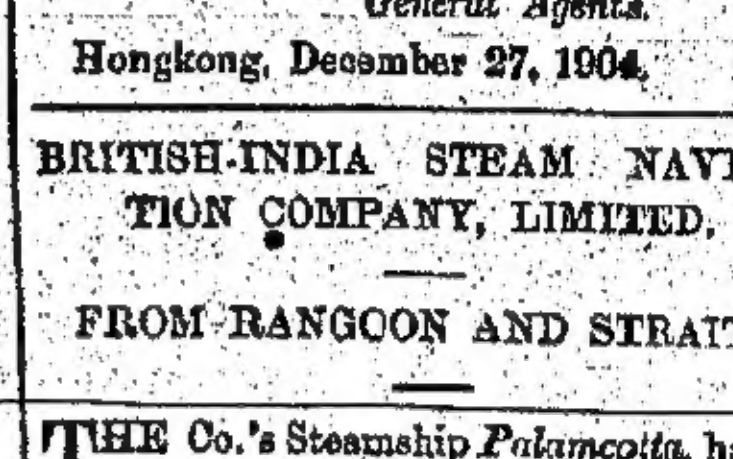 General Agents.
Hongkong, December 27, 1904.
BRITISH-INDIA STEAM NAVI
TION COMPANY, LIMITED.
FROM RANGOON AND STRAIT
THE Co.'s Steamship Palamcotta, ha